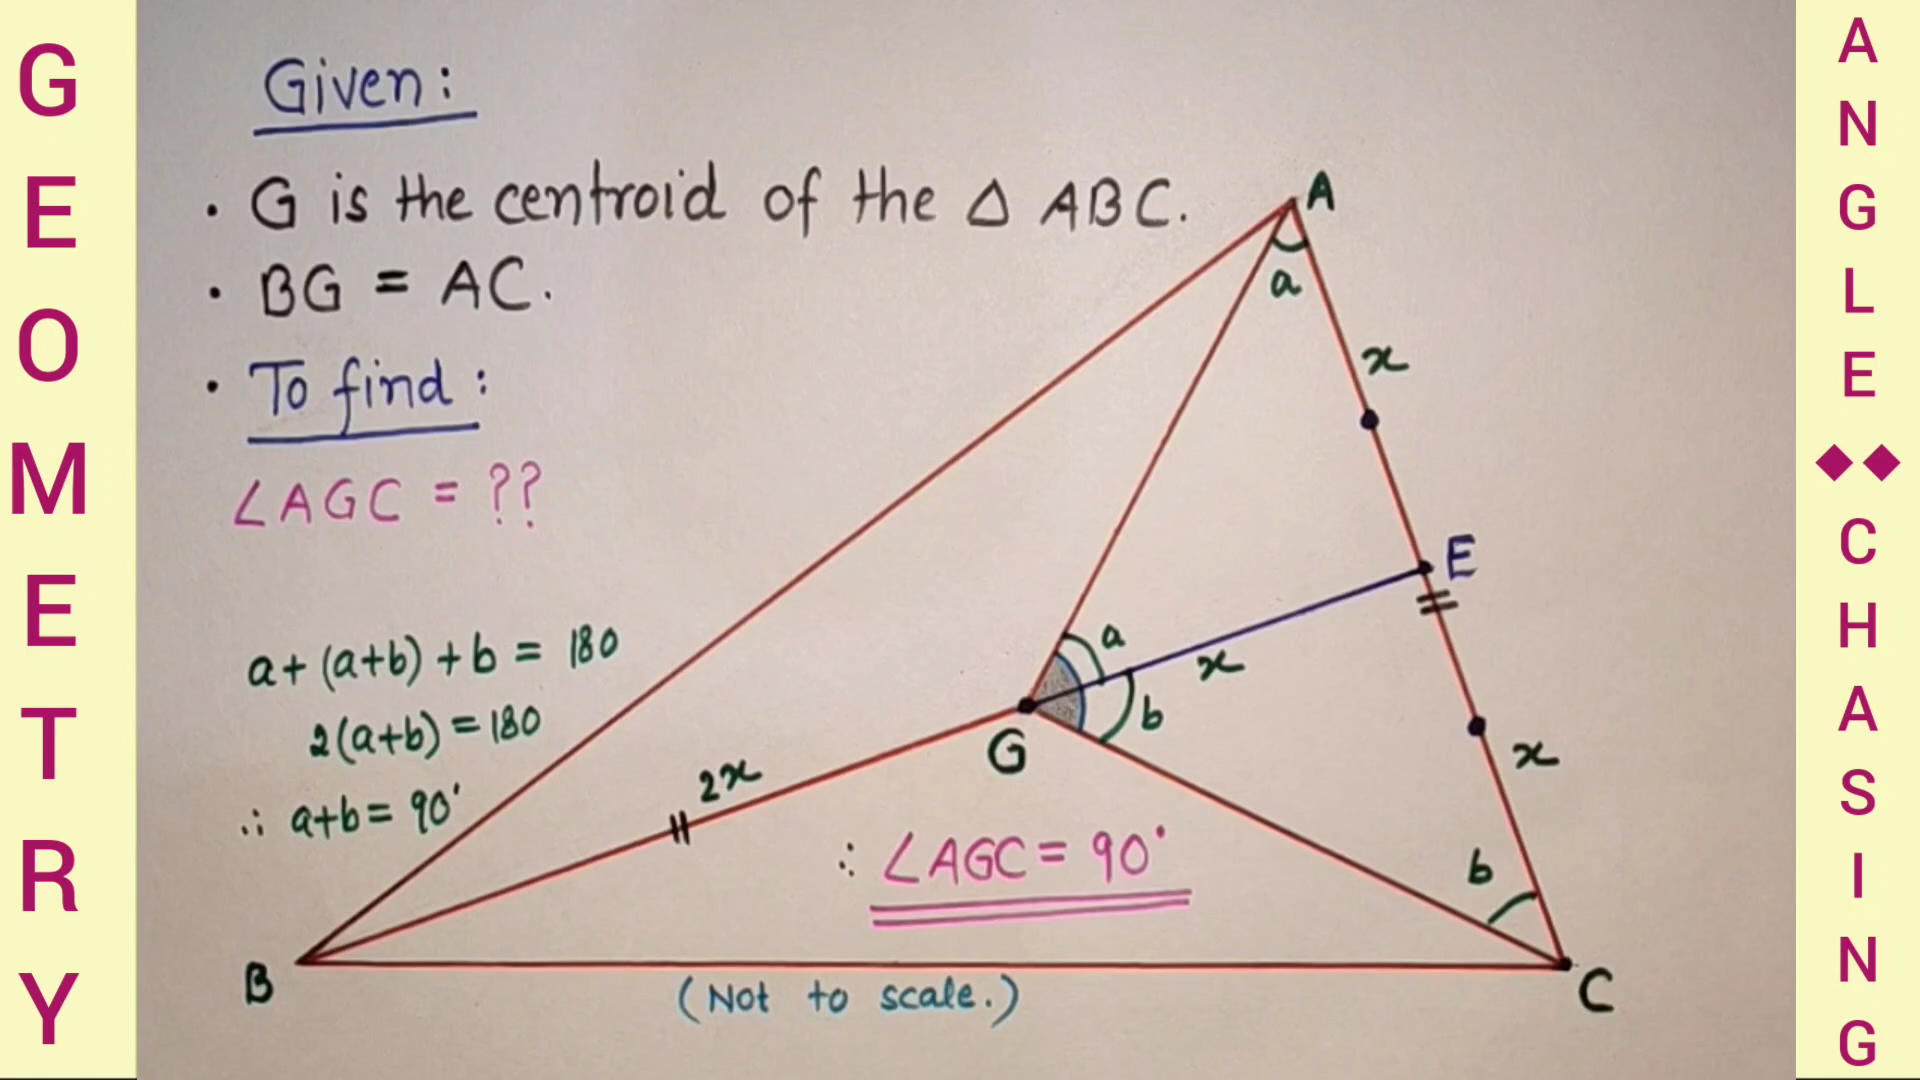 GEOMETRY
Given:
• G is the centroid of the △ ABC.
• BG = AC.
• To find:
∠AGC = ??
a+(a+b)+b = 180
2(a+b)=180
∴ a+b= 90°
A
a
x
E
a
x
b
G
2x
x
b
∴ ∠AGC= 90°
B
C
(Not to scale.)
ANGLE ◆◆ CHASING